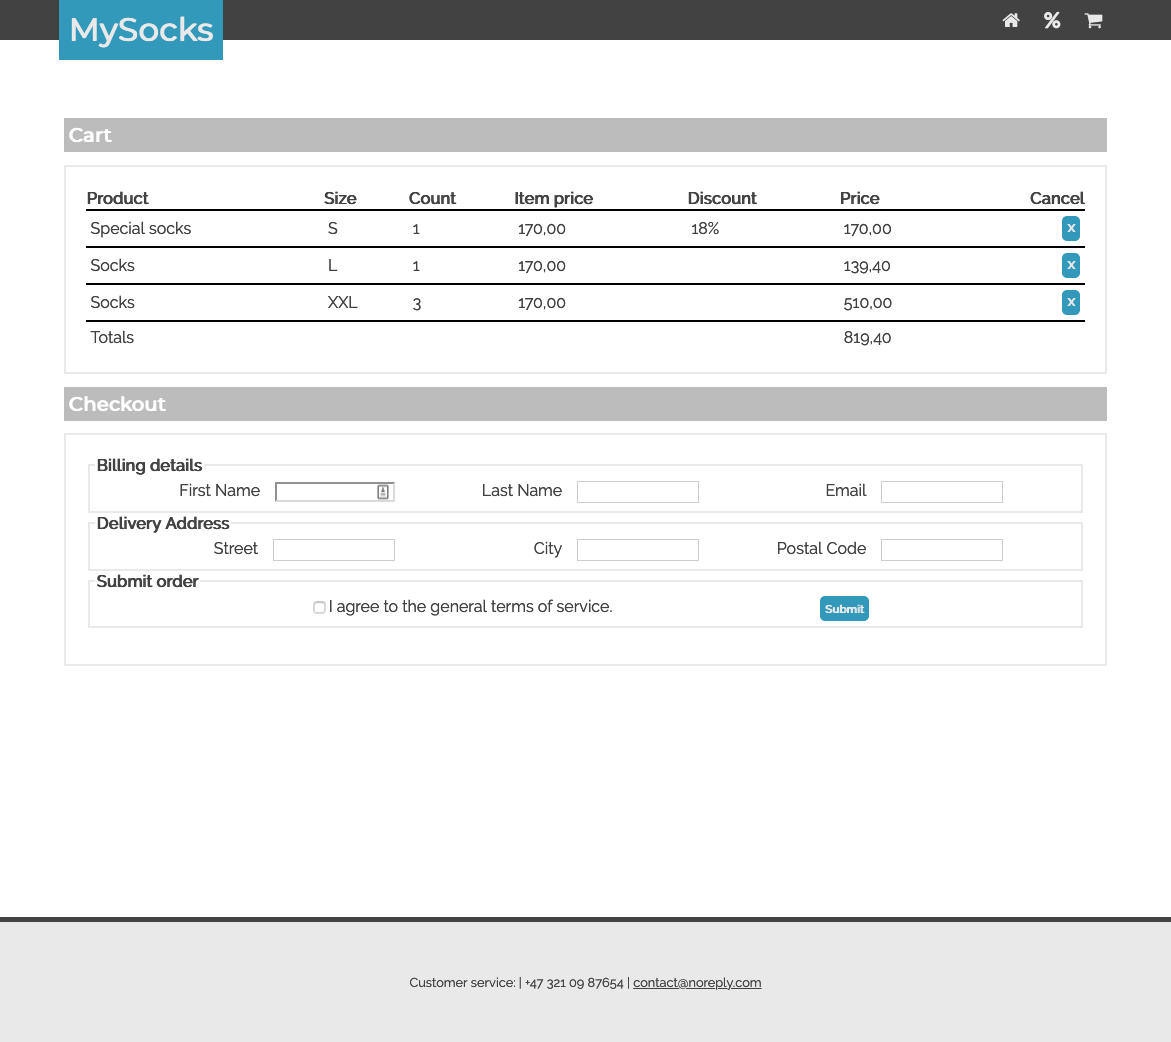 MySocks
Cart
Product Size Count Item price Discount Price Cancel
Special socks S 1 170,00 18% 170,00 x
Socks L 1 170,00 139,40 x
Socks XXL 3 170,00 510,00 x
Totals 819,40
Checkout
Billing details
First Name Last Name Email
Delivery Address
Street City Postal Code
Submit order
I agree to the general terms of service. Submit
Customer service: | +47 321 09 87654 | contact@noreply.com